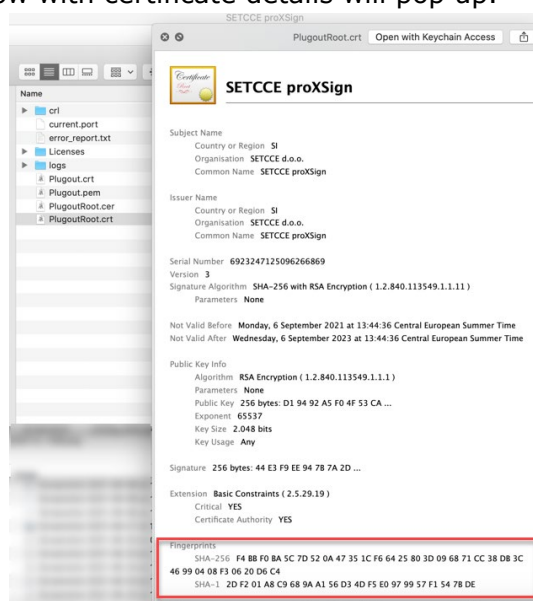 ow with certificate details will pop up.
SETCCE proXSign
PlugoutRoot.crt Open with Keychain Access
Name
crl
current.port
error_report.txt
Licenses
logs
Plugout.crt
Plugout.pem
PlugoutRoot.cer
PlugoutRoot.crt
Certificate
SETCCE proXSign
Subject Name
Country or Region SI
Organisation SETCCE d.o.o.
Common Name SETCCE proXSign
Issuer Name
Country or Region SI
Organisation SETCCE d.o.o.
Common Name SETCCE proXSign
Serial Number 6923247125096266869
Version 3
Signature Algorithm SHA-256 with RSA Encryption ( 1.2.840.113549.1.1.11 )
Parameters None
Not Valid Before Monday, 6 September 2021 at 13:44:36 Central European Summer Time
Not Valid After Wednesday, 6 September 2023 at 13:44:36 Central European Summer Time
Public Key Info
Algorithm RSA Encryption ( 1.2.840.113549.1.1.1 )
Parameters None
Public Key 256 bytes: D1 94 92 A5 F0 4F 53 CA ...
Exponent 65537
Key Size 2.048 bits
Key Usage Any
Signature 256 bytes: 44 E3 F9 EE 94 7B 7A 2D ...
Extension Basic Constraints ( 2.5.29.19 )
Critical YES
Certificate Authority YES
Fingerprints
SHA-256 F4 BB F0 BA 5C 7D 52 0A 47 35 1C F6 64 25 80 3D 09 68 71 CC 38 DB 3C
46 99 04 08 F3 06 20 D6 C4
SHA-1 2D F2 01 A8 C9 68 9A A1 56 D3 4D F5 E0 97 99 57 F1 54 7B DE